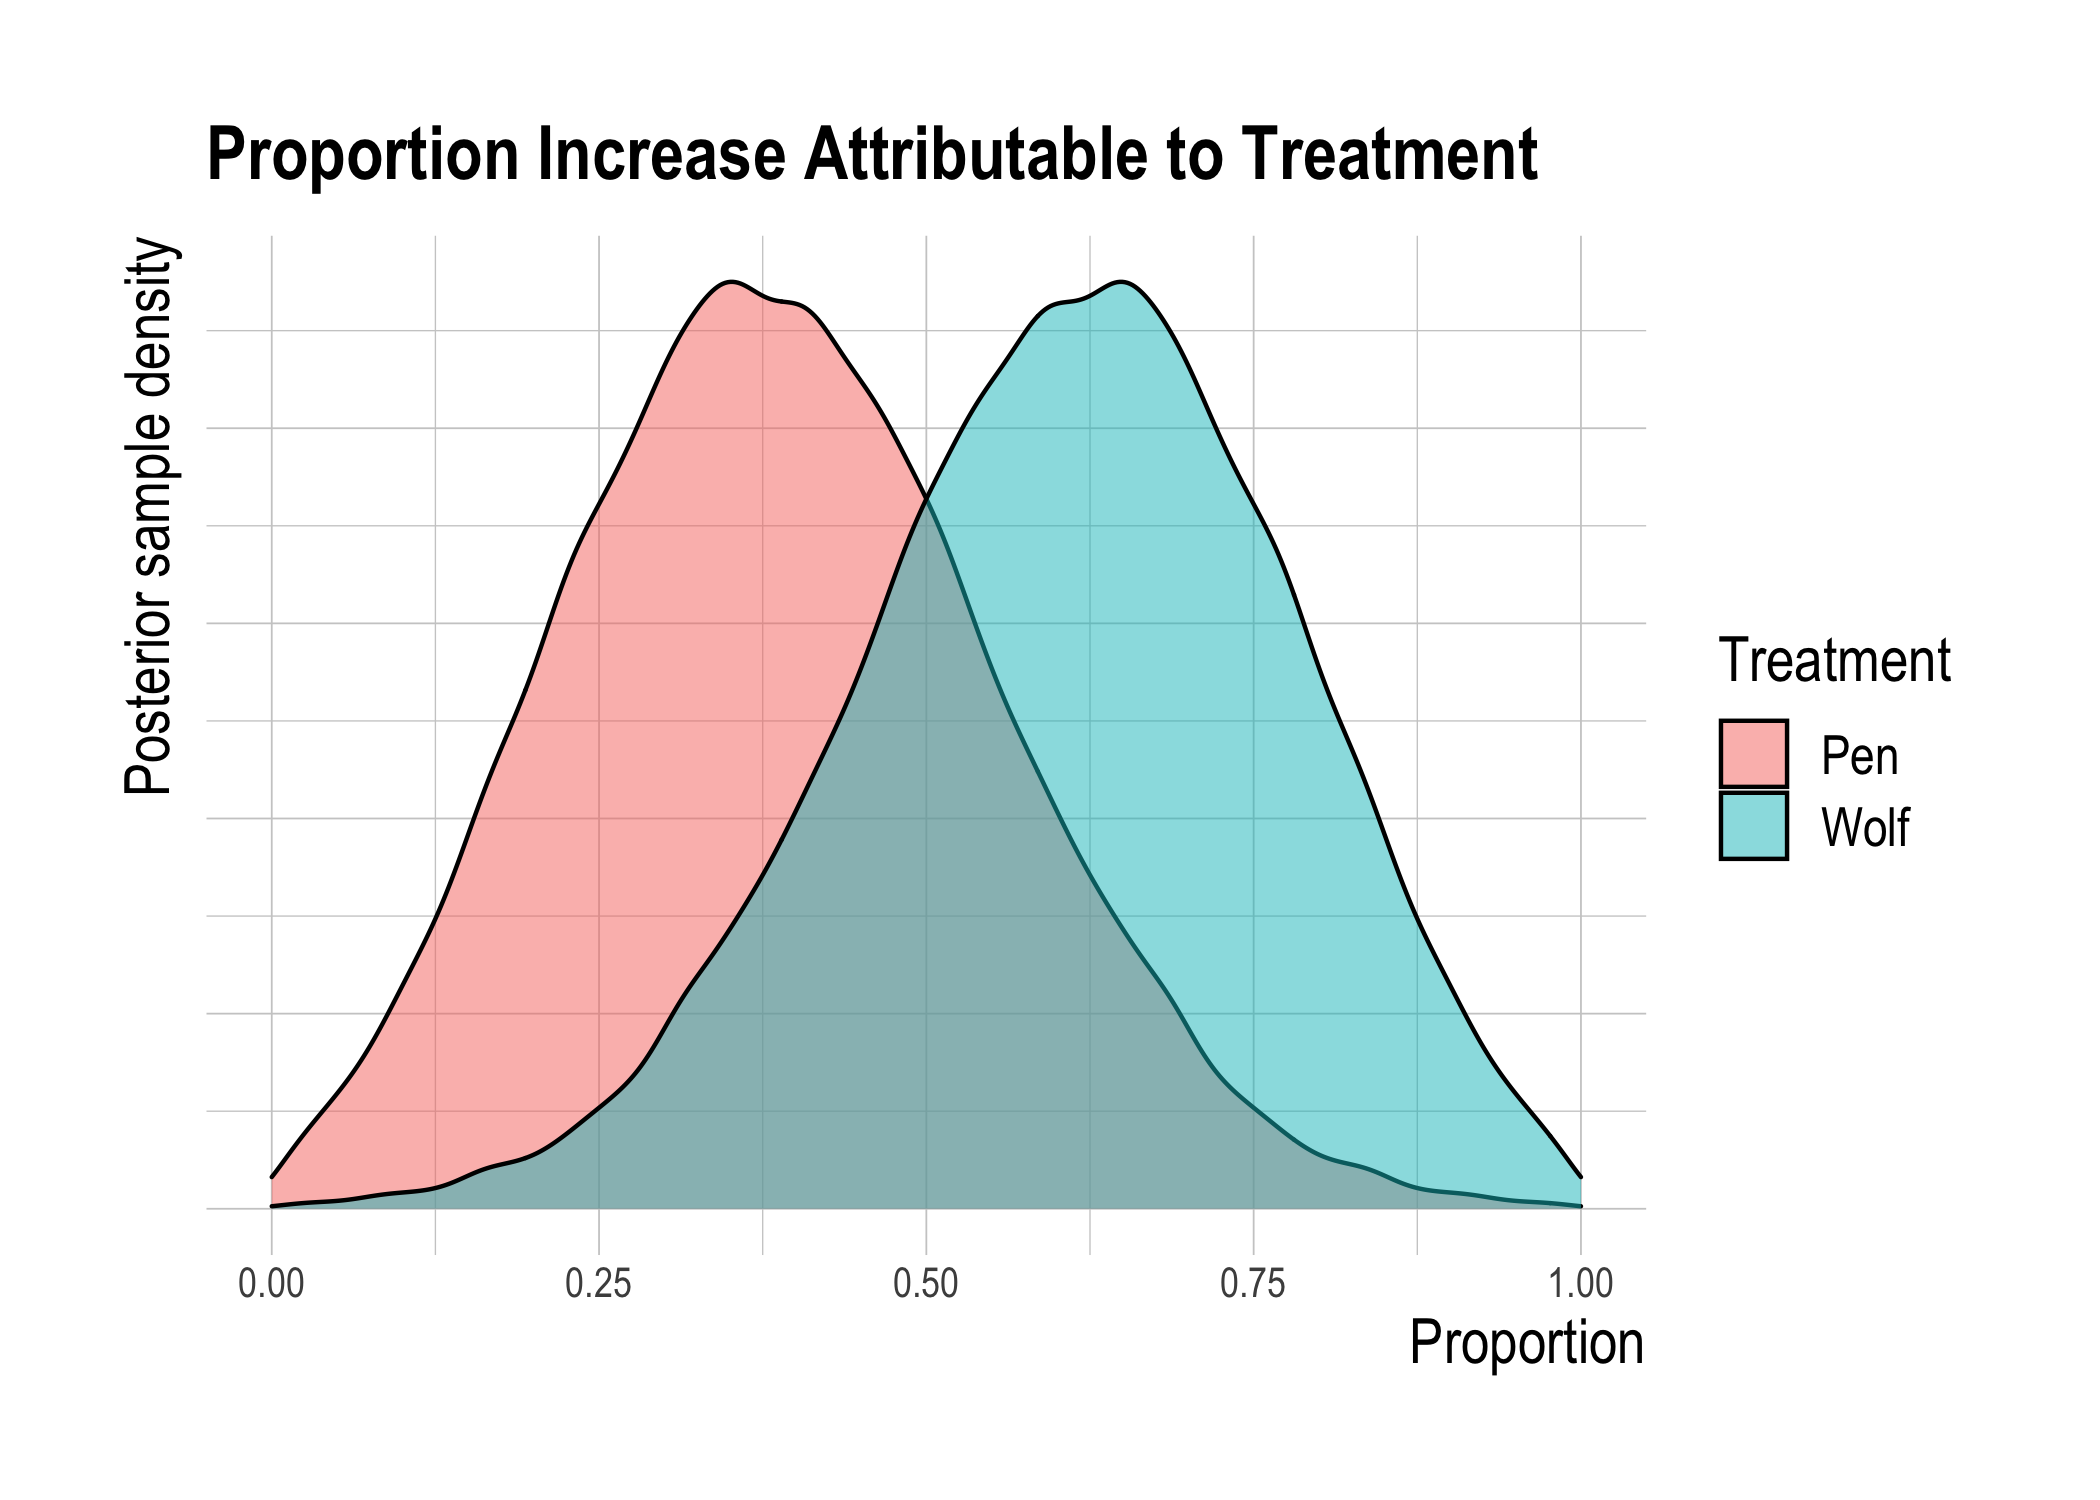 Proportion Increase Attributable to Treatment
Posterior sample density
Treatment
Pen
Wolf
0.00
0.25
0.50
0.75
1.00
Proportion